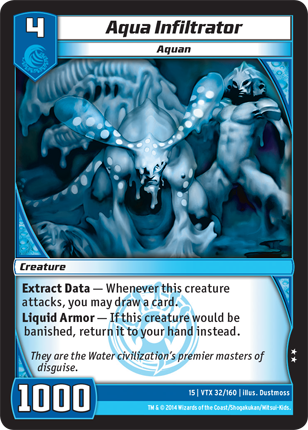 4
Aqua Infiltrator
Aquan
Creature
Extract Data — Whenever this creature
attacks, you may draw a card.
Liquid Armor — If this creature would be
banished, return it to your hand instead.
They are the Water civilization's premier masters of
disguise.
1000
15 | VTX 32/160 | illus. Dustmoss
TM & © 2014 Wizards of the Coast/Shogakukan/Mitsui-Kids.